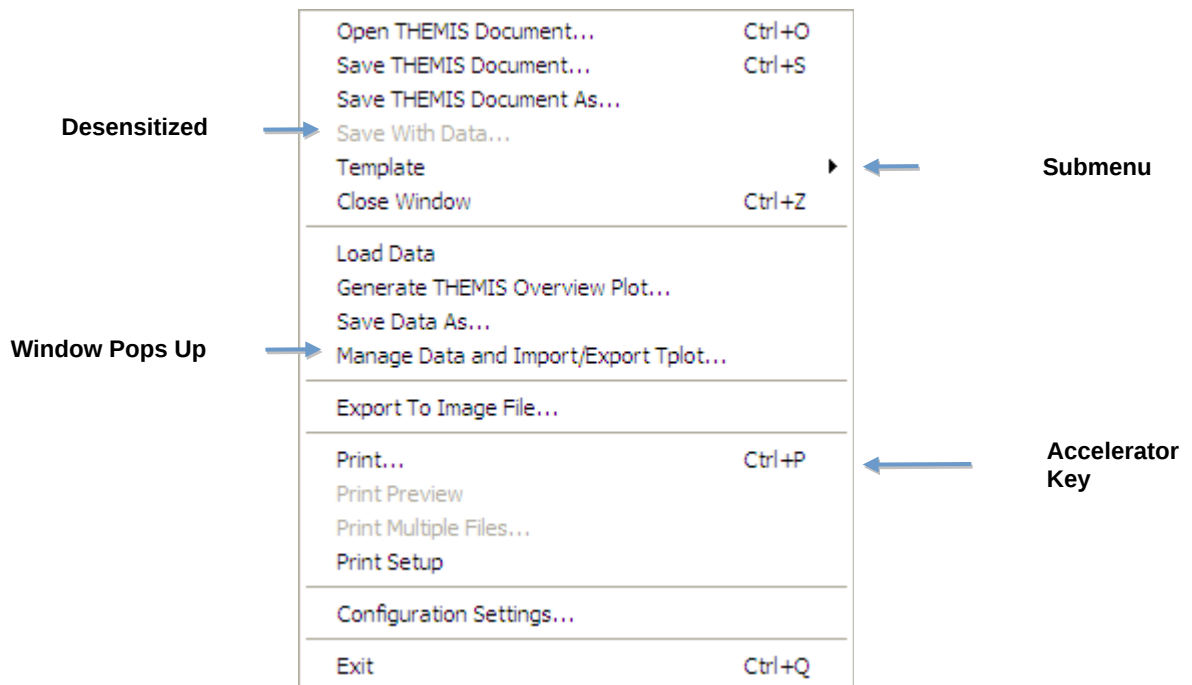 Open THEMIS Document... Ctrl+O
Save THEMIS Document... Ctrl+S
Save THEMIS Document As...
Desensitized
Save With Data...
Template
Submenu
Close Window Ctrl+Z
Load Data
Generate THEMIS Overview Plot...
Save Data As...
Window Pops Up
Manage Data and Import/Export Tplot...
Export To Image File...
Print... Ctrl+P
Accelerator
Key
Print Preview
Print Multiple Files...
Print Setup
Configuration Settings...
Exit Ctrl+Q